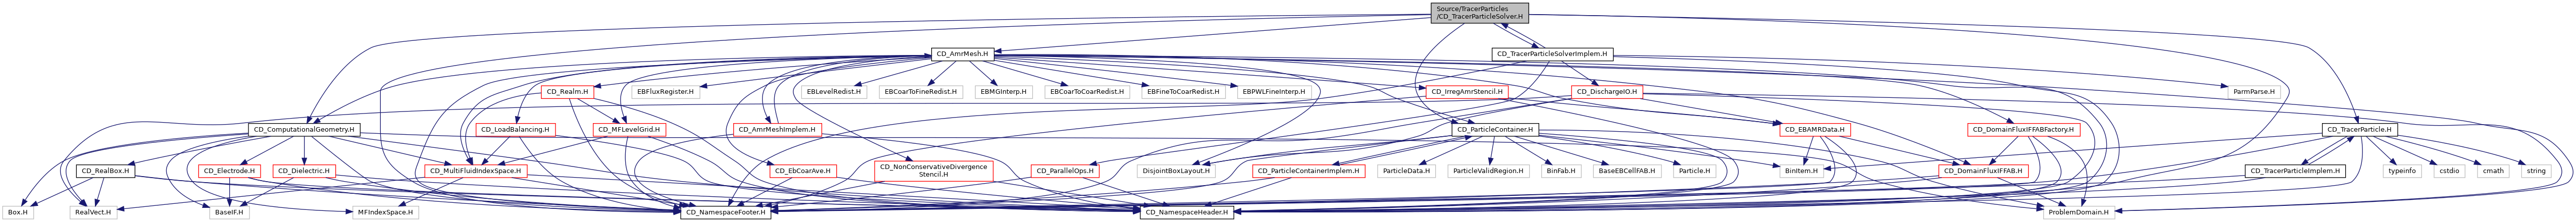 Source/TracerParticles
/CD_TracerParticleSolver.H
CD_AmrMesh.H
CD_TracerParticleSolverImplem.H
CD_Realm.H
EBFluxRegister.H
EBLevelRedist.H
EBCoarToFineRedist.H
EBMGInterp.H
EBCoarToCoarRedist.H
EBFineToCoarRedist.H
EBPWLFineInterp.H
CD_IrregAmrStencil.H
CD_DischargeIO.H
ParmParse.H
CD_ComputationalGeometry.H
CD_LoadBalancing.H
CD_MFLevelGrid.H
CD_AmrMeshImplem.H
CD_ParticleContainer.H
CD_EBAMRData.H
CD_DomainFluxIFFABFactory.H
CD_TracerParticle.H
CD_RealBox.H
CD_Electrode.H
CD_Dielectric.H
CD_MultiFluidIndexSpace.H
CD_EbCoarAve.H
CD_NonConservativeDivergence
Stencil.H
CD_ParallelOps.H
DisjointBoxLayout.H
CD_ParticleContainerImplem.H
ParticleData.H
ParticleValidRegion.H
BinFab.H
BaseEBCellFAB.H
Particle.H
BinItem.H
CD_DomainFluxIFFAB.H
CD_TracerParticleImplem.H
typeinfo
cstdio
cmath
string
Box.H
RealVect.H
BaseIF.H
MFIndexSpace.H
CD_NamespaceFooter.H
CD_NamespaceHeader.H
ProblemDomain.H